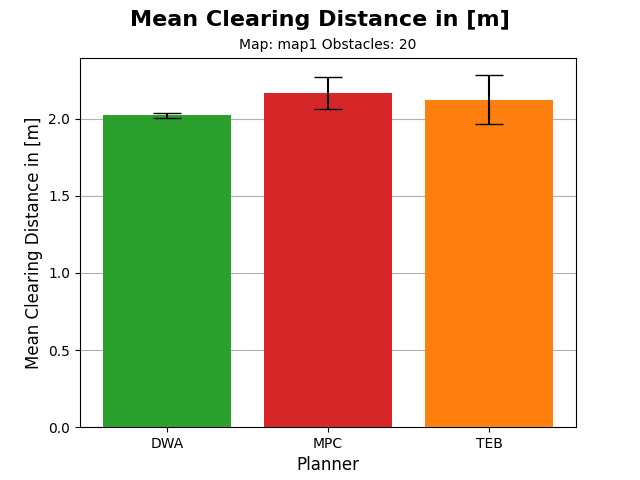 Mean Clearing Distance in [m]
Map: map1 Obstacles: 20
Mean Clearing Distance in [m]
2.0
1.5
1.0
0.5
0.0
DWA
MPC
TEB
Planner